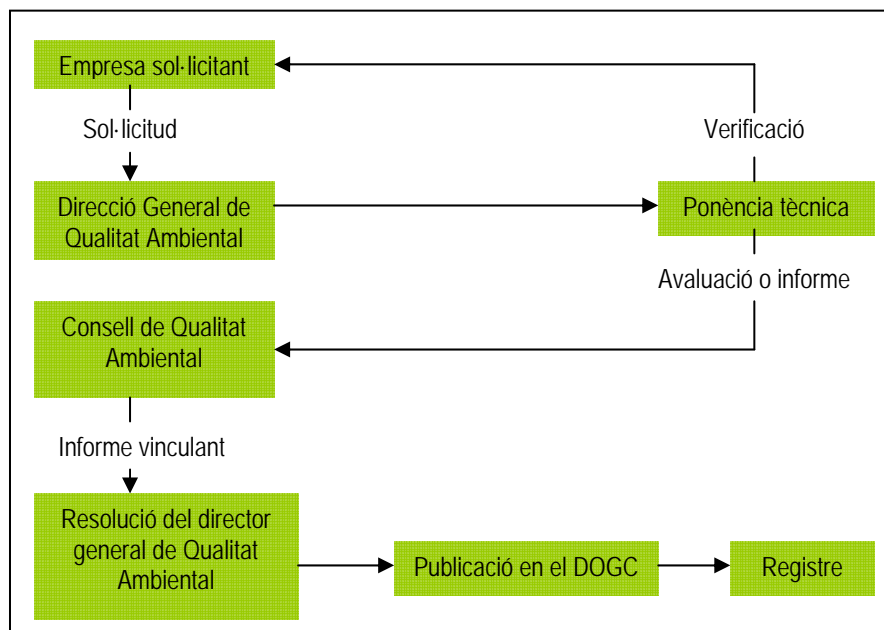 Empresa sol·licitant
Sol·licitud
Verificació
Direcció General de
Qualitat Ambiental
Ponència tècnica
Avaluació o informe
Consell de Qualitat
Ambiental
Informe vinculant
Resolució del director
general de Qualitat
Ambiental
Publicació en el DOGC
Registre